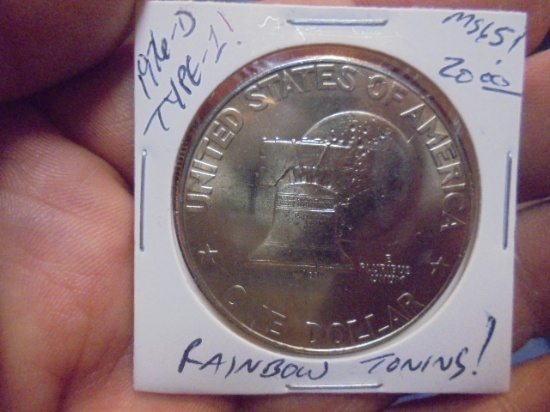 1976-D
TYPE-1!
MS65!
20.00
UNITED STATES OF AMERICA
E
PLURIBUS
UNUM
ONE DOLLAR
RAINBOW TONING!